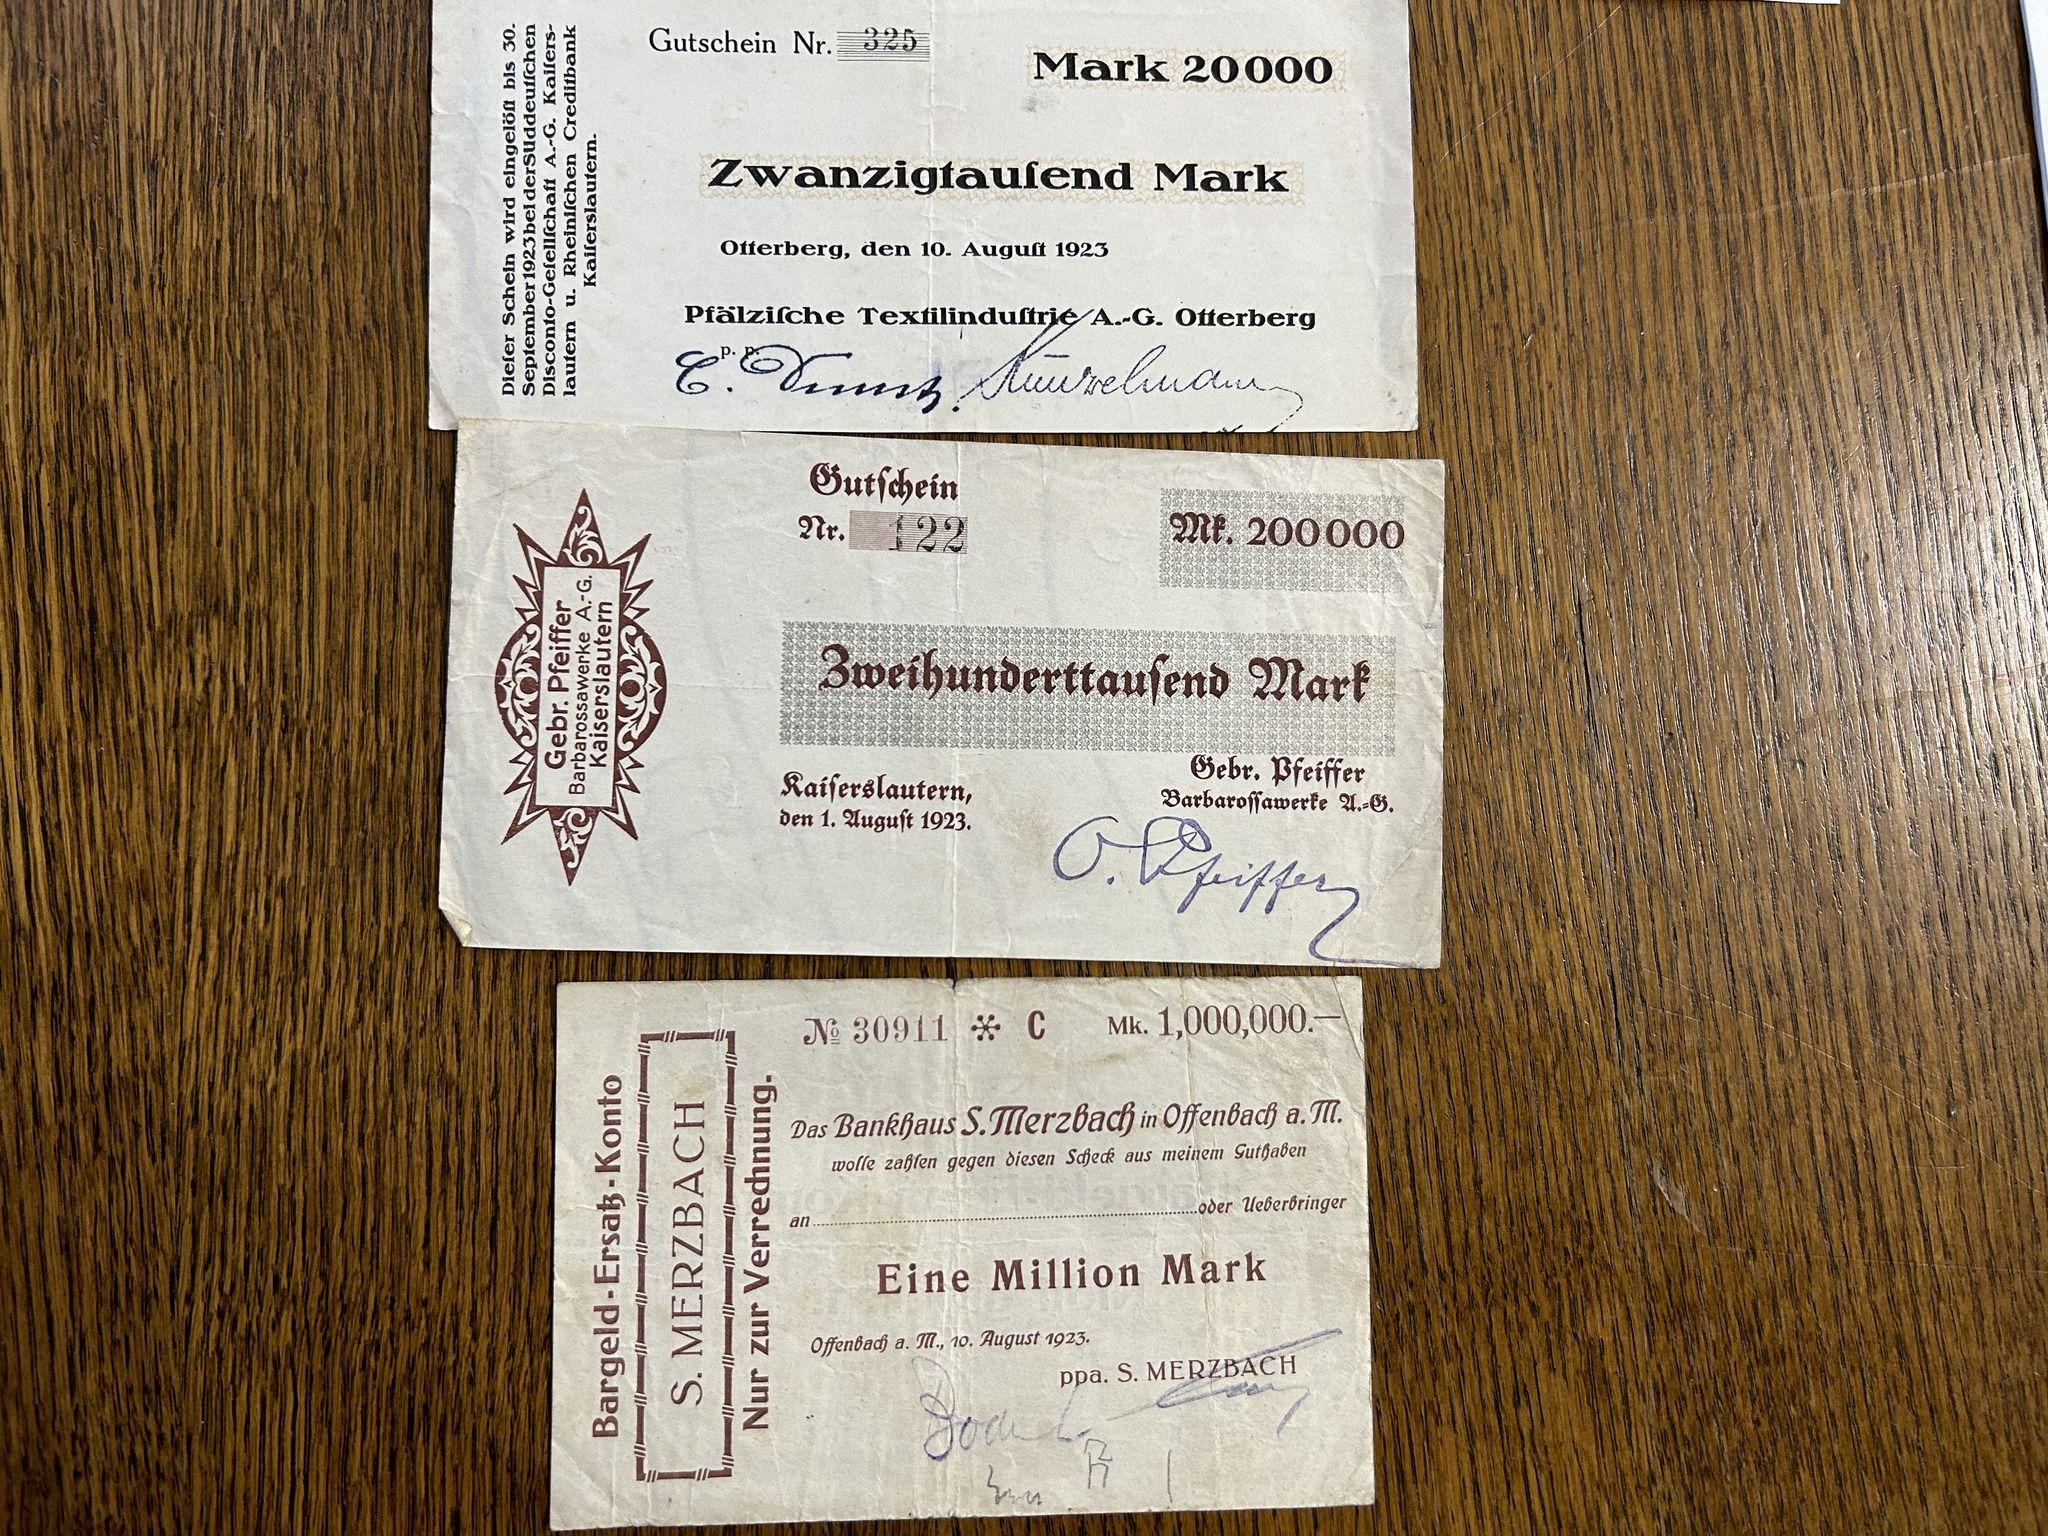 Dieſer Schein wird eingelöſt bis 30.
September 1923 bei der Süddeutſchen
Disconto-Geſellſchaft A.-G. Kaiſers-
lautern u. Rheiniſchen Creditbank
Kaiſerslautern.
Gutschein Nr. 325
Mark 20000
Zwanzigtauſend Mark
Otterberg, den 10. Auguſt 1923
Pfälziſche Textilinduſtrie A.-G. Otterberg
p. p.
Gebr. Pfeiffer
Barbarossawerke A.-G.
Kaiserslautern
Gutſchein
Nr. 122
Mk. 200000
Zweihunderttauſend Mark
Kaiſerslautern,
den 1. Auguſt 1923.
Gebr. Pfeiffer
Barbaroſſawerke A.-G.
O. Pfeiffer
Bargeld-Ersatz-Konto
S. MERZBACH
Nur zur Verrechnung.
№ 30911 * C Mk. 1,000,000.—
Das Bankhaus S. Merzbach in Offenbach a. M.
wolle zahlen gegen diesen Scheck aus meinem Guthaben
an oder Ueberbringer
Eine Million Mark
Offenbach a. M., 10. August 1923.
ppa. S. MERZBACH